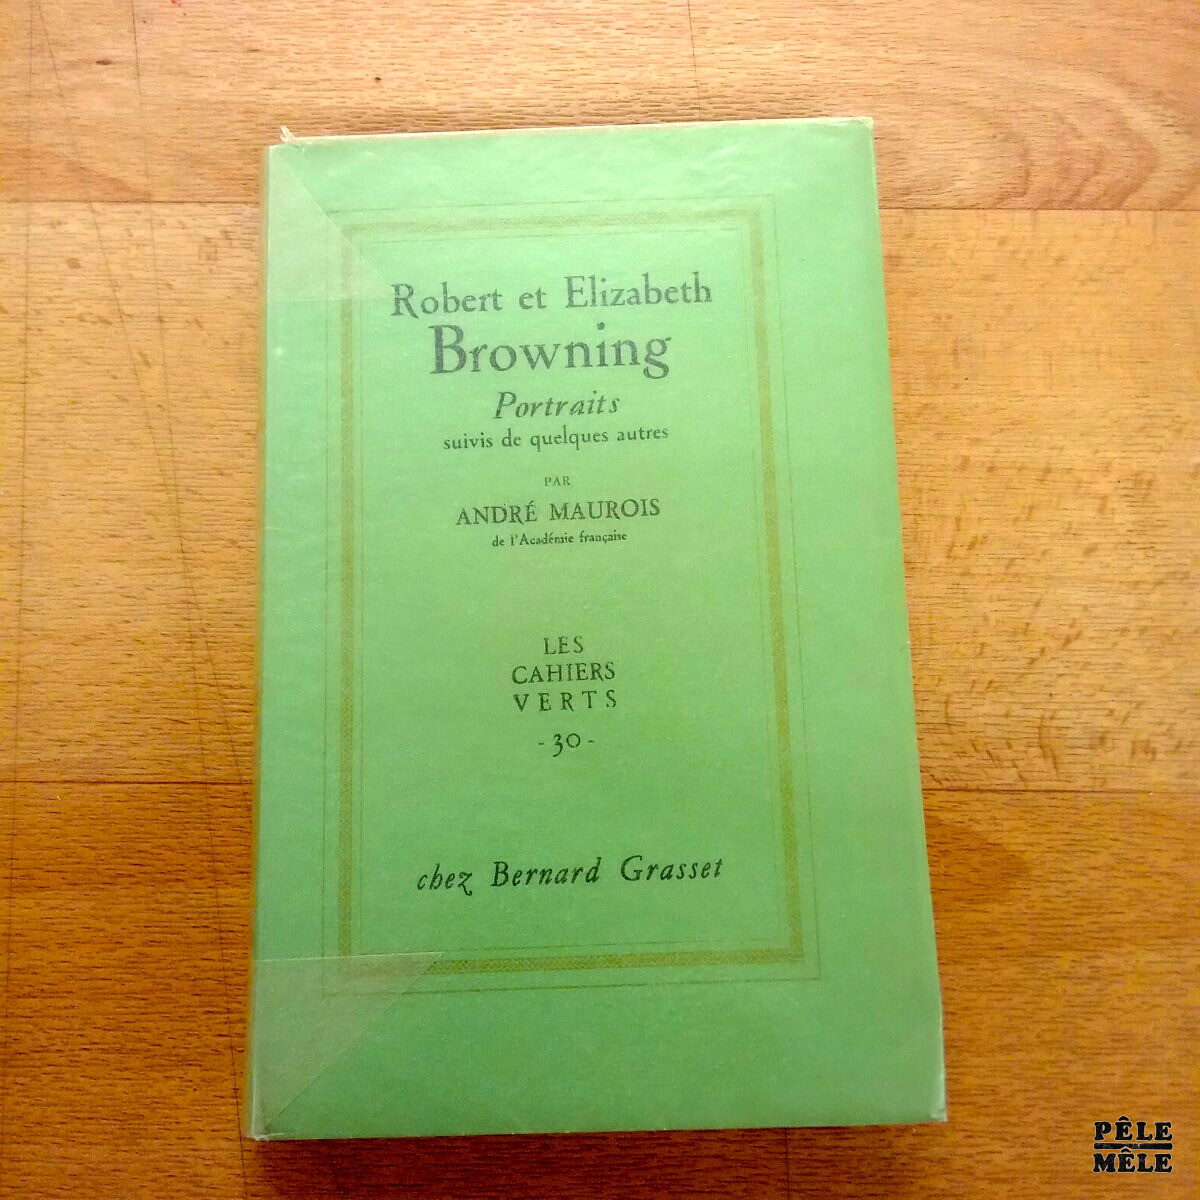 Robert et Elizabeth
Browning
Portraits
suivis de quelques autres
PAR
ANDRÉ MAUROIS
de l'Académie française
LES
CAHIERS
VERTS
- 30 -
chez Bernard Grasset
PÊLE
MÊLE